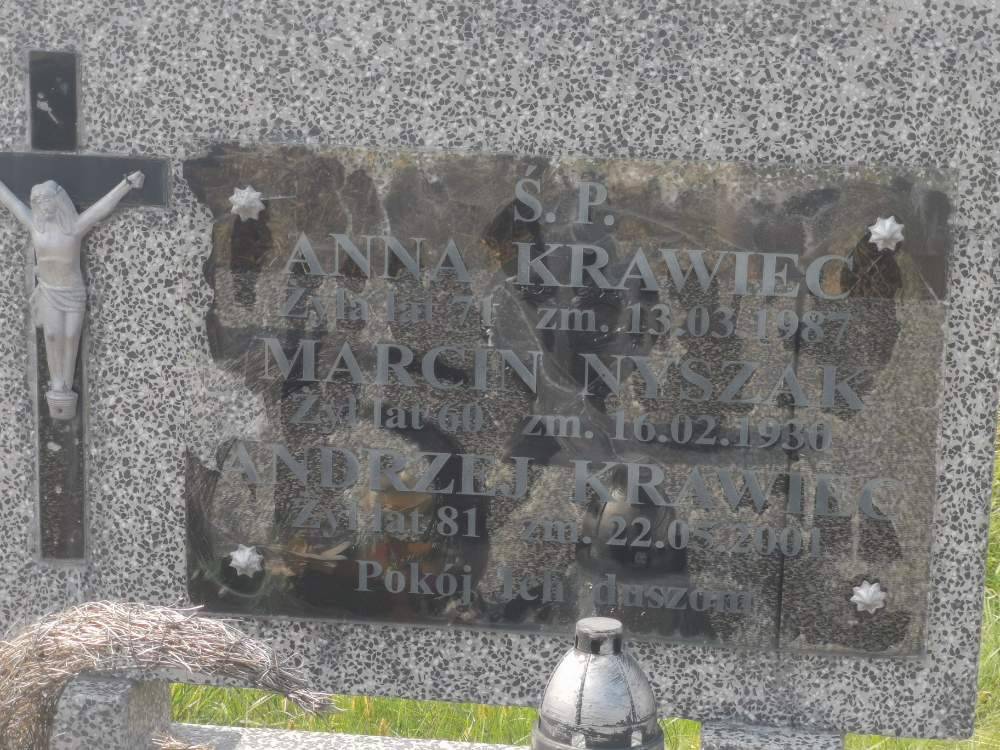 Ś. P.
ANNA KRAWIEC
Żyła lat 71 zm. 13.03.1987
MARCIN NYSZAK
Żył lat 60 zm. 16.02.1930
ANDRZEJ KRAWIEC
Żył lat 81 zm. 22.05.2001
Pokój Ich duszom